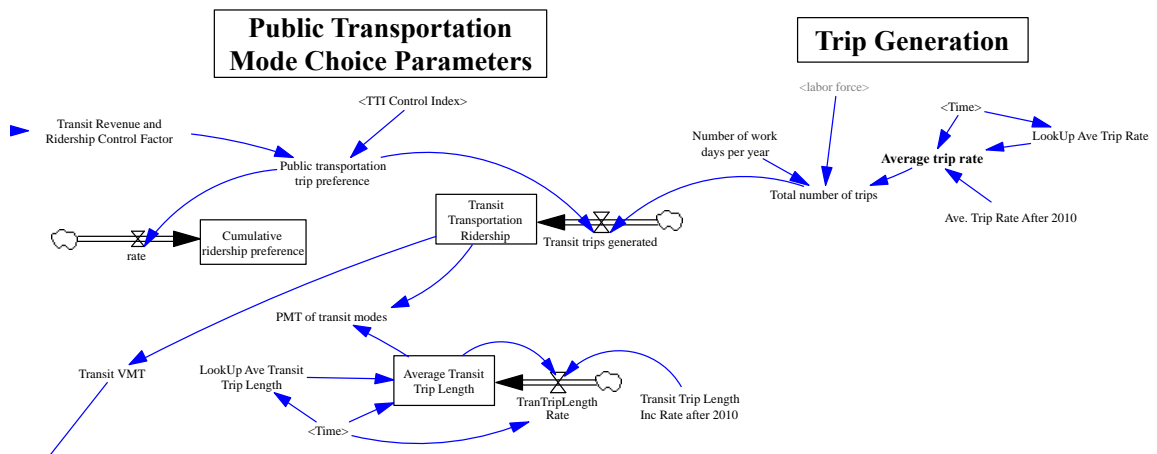 Public Transportation
Mode Choice Parameters
Trip Generation
<TTI Control Index>
<labor force>
<Time>
Transit Revenue and
Ridership Control Factor
Number of work
days per year
LookUp Ave Trip Rate
Average trip rate
Public transportation
trip preference
Total number of trips
Transit
Transportation
Ridership
Ave. Trip Rate After 2010
Cumulative
ridership preference
Transit trips generated
rate
PMT of transit modes
Transit VMT
LookUp Ave Transit
Trip Length
Average Transit
Trip Length
TranTripLength
Rate
Transit Trip Length
Inc Rate after 2010
<Time>